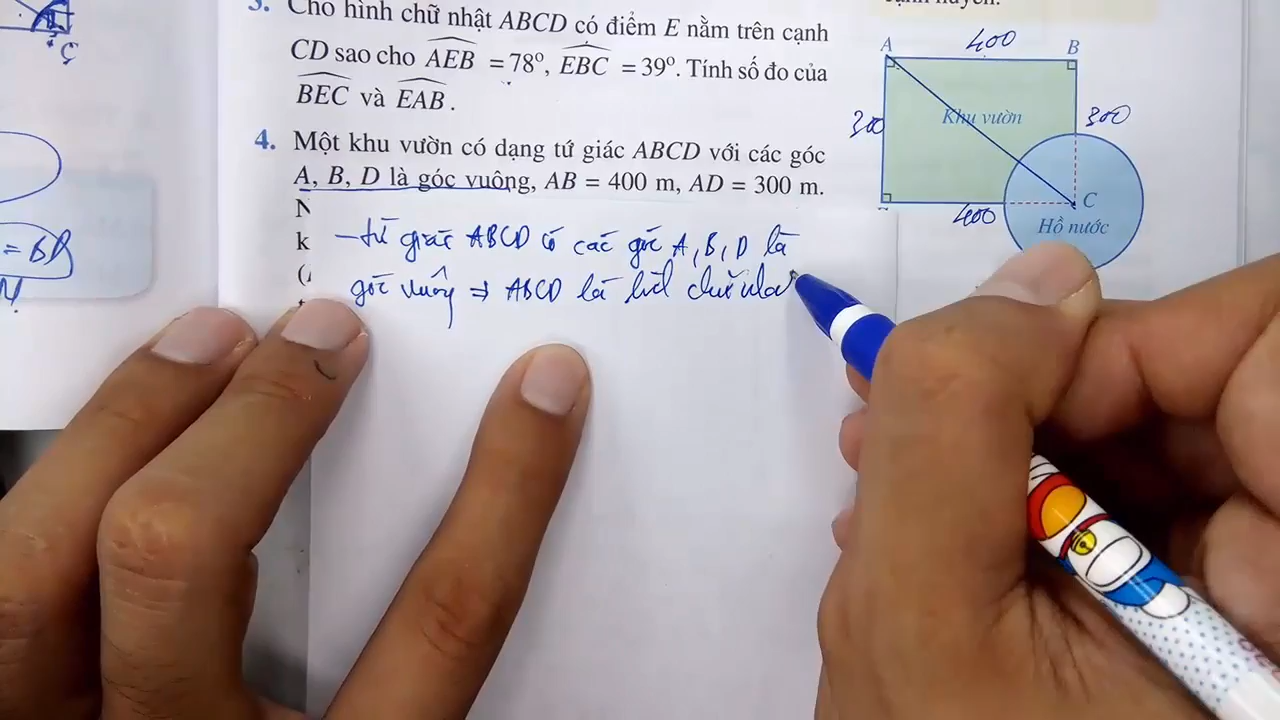 3. Cho hình chữ nhật ABCD có điểm E nằm trên cạnh
CD sao cho AEB = 78º, EBC = 39º. Tính số đo của
BEC và EAB.
4. Một khu vườn có dạng tứ giác ABCD với các góc
A, B, D là góc vuông, AB = 400 m, AD = 300 m.
N
k
- tứ giác ABCD có các góc A, B, D là
góc vuông => ABCD là hình chữ nhật
A
400
B
300
Khu vườn
300
400
C
Hồ nước
Ç